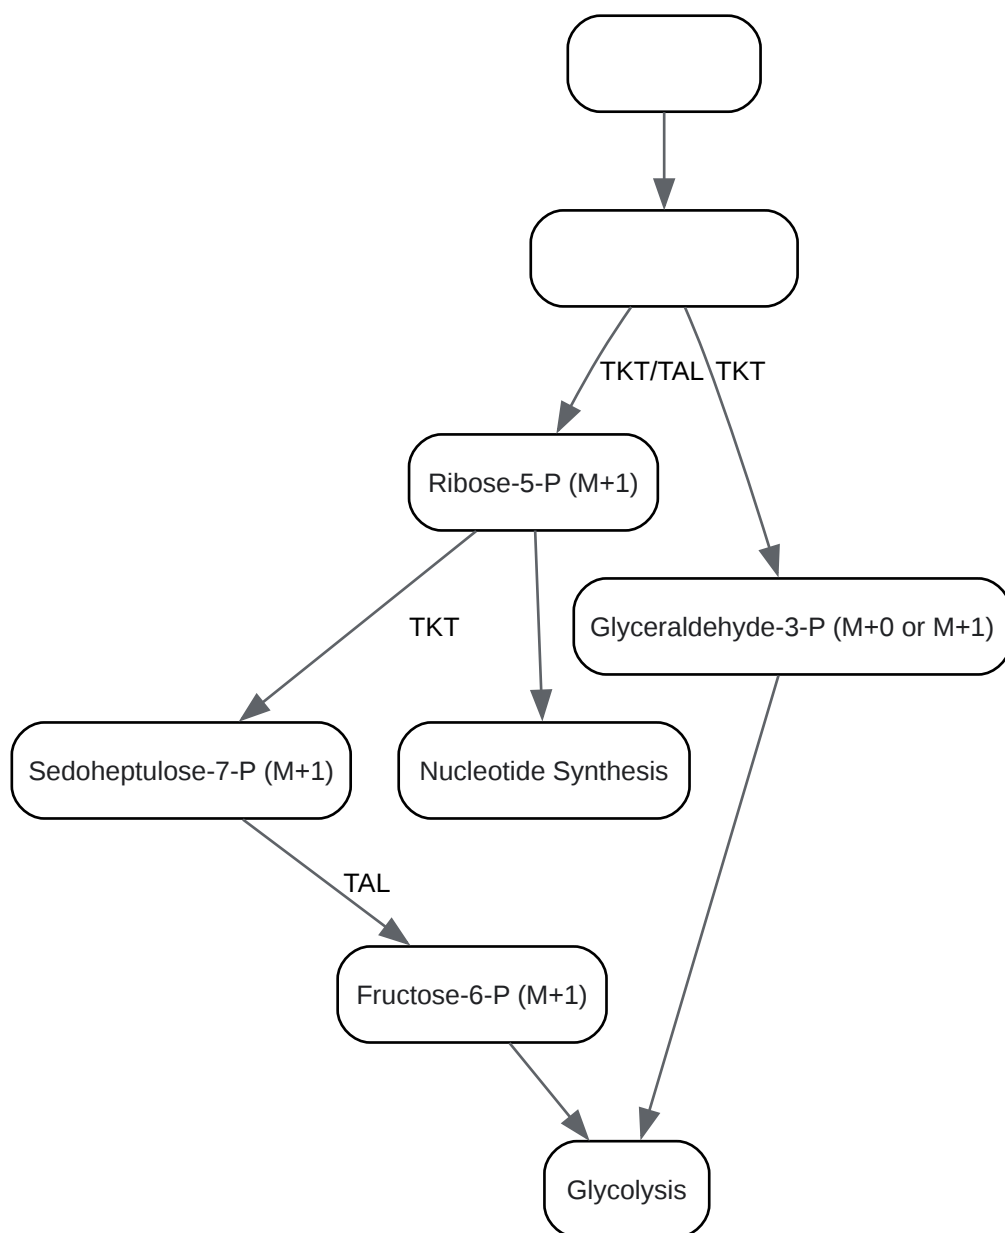 TKT/TAL
TKT
Ribose-5-P (M+1)
TKT
Glyceraldehyde-3-P (M+0 or M+1)
Sedoheptulose-7-P (M+1)
Nucleotide Synthesis
TAL
Fructose-6-P (M+1)
Glycolysis